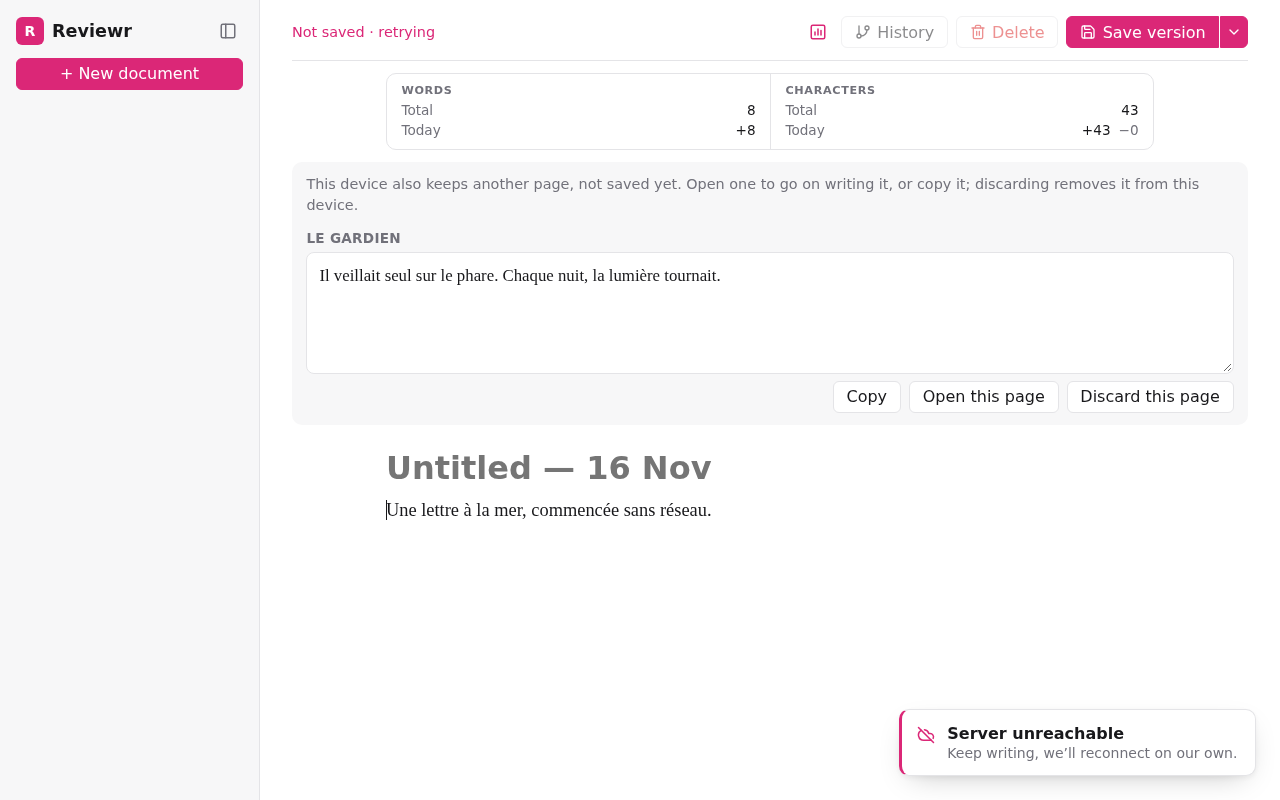 R Reviewr
+ New document
Not saved · retrying
History
Delete
Save version
WORDS
Total 8
Today +8
CHARACTERS
Total 43
Today +43 −0
This device also keeps another page, not saved yet. Open one to go on writing it, or copy it; discarding removes it from this
device.
LE GARDIEN
Il veillait seul sur le phare. Chaque nuit, la lumière tournait.
Copy
Open this page
Discard this page
Untitled — 16 Nov
Une lettre à la mer, commencée sans réseau.
Server unreachable
Keep writing, we’ll reconnect on our own.